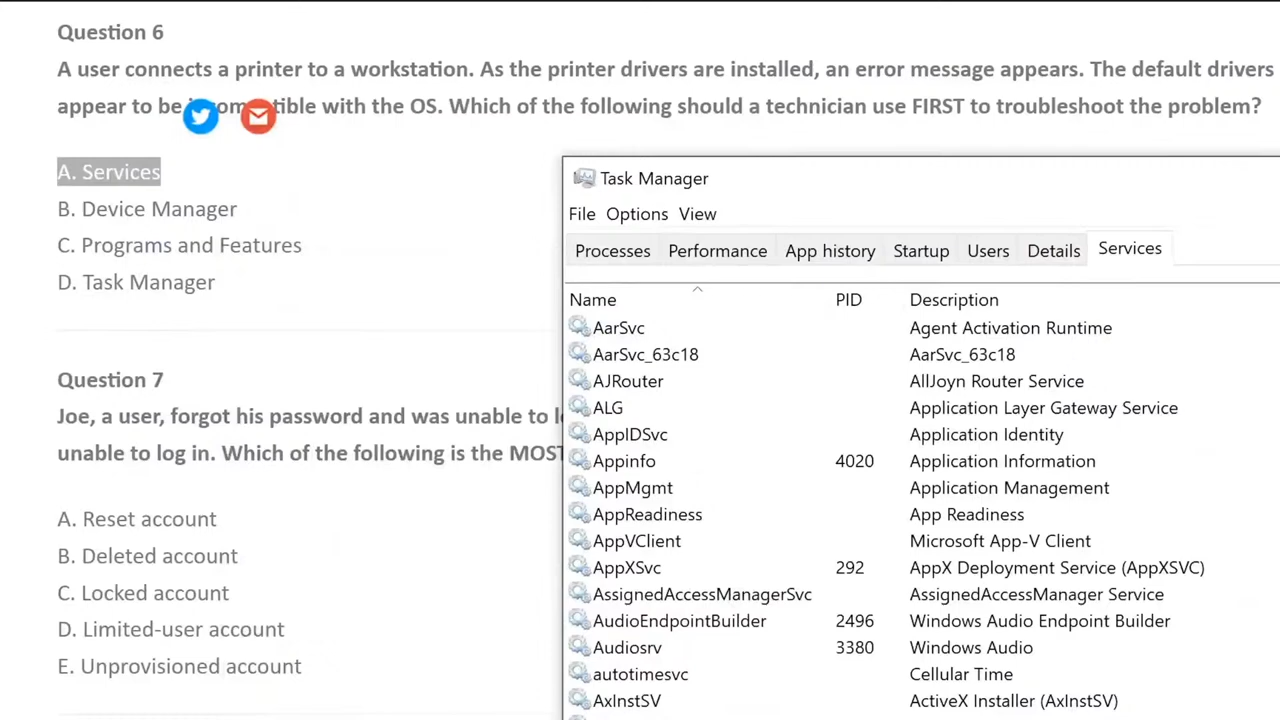 Question 6
A user connects a printer to a workstation. As the printer drivers are installed, an error message appears. The default drivers
appear to be with the OS. Which of the following should a technician use FIRST to troubleshoot the problem?
A. Services
B. Device Manager
C. Programs and Features
D. Task Manager
Question 7
Joe, a user, forgot his password and was unable to
unable to log in. Which of the following is the MOST
A. Reset account
B. Deleted account
C. Locked account
D. Limited-user account
E. Unprovisioned account
Task Manager
File Options View
Processes Performance App history Startup Users Details Services
Name PID Description
AarSvc Agent Activation Runtime
AarSvc_63c18 AarSvc_63c18
AJRouter AllJoyn Router Service
ALG Application Layer Gateway Service
AppIDSvc Application Identity
Appinfo 4020 Application Information
AppMgmt Application Management
AppReadiness App Readiness
AppVClient Microsoft App-V Client
AppXSvc 292 AppX Deployment Service (AppXSVC)
AssignedAccessManagerSvc AssignedAccessManager Service
AudioEndpointBuilder 2496 Windows Audio Endpoint Builder
Audiosrv 3380 Windows Audio
autotimesvc Cellular Time
AxInstSV ActiveX Installer (AxInstSV)